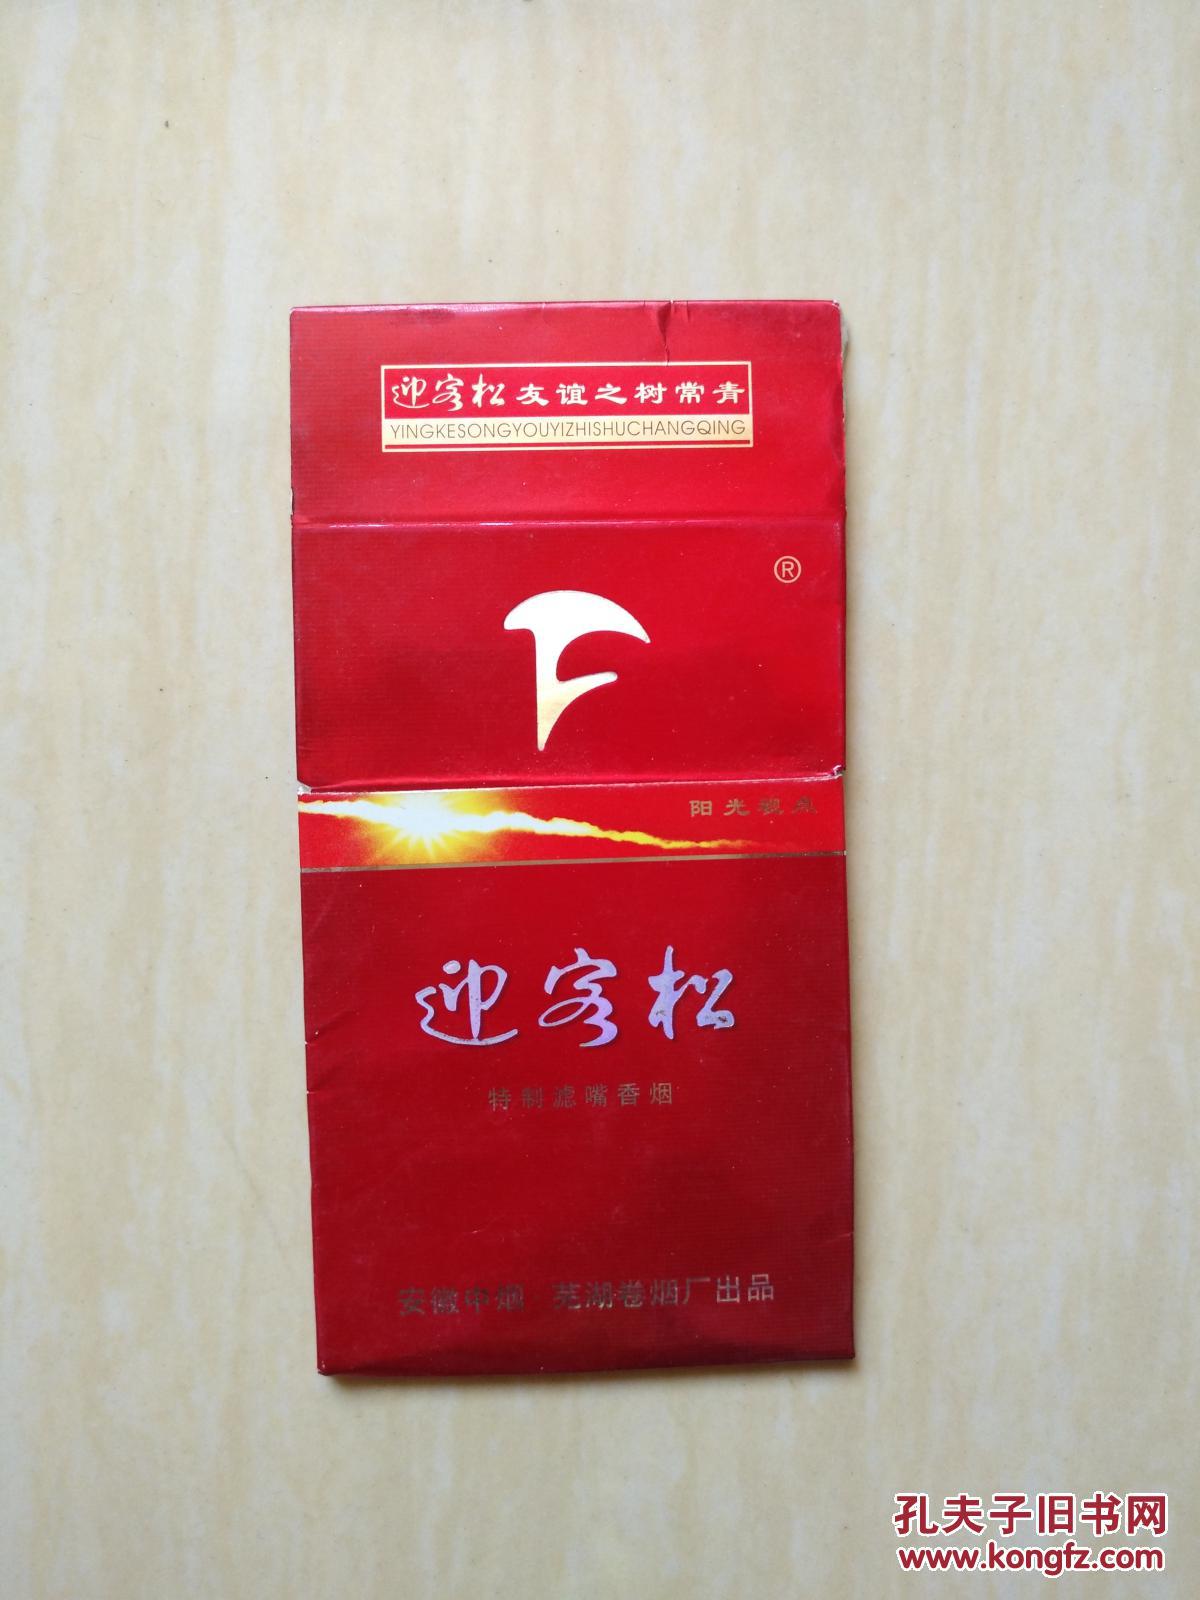 迎客松友谊之树常青
YINGKESONGYOUYIZHISHUCHANGQING
®
阳光视点
迎客松
特制滤嘴香烟
安徽中烟·芜湖卷烟厂出品
孔夫子旧书网
www.kongfz.com